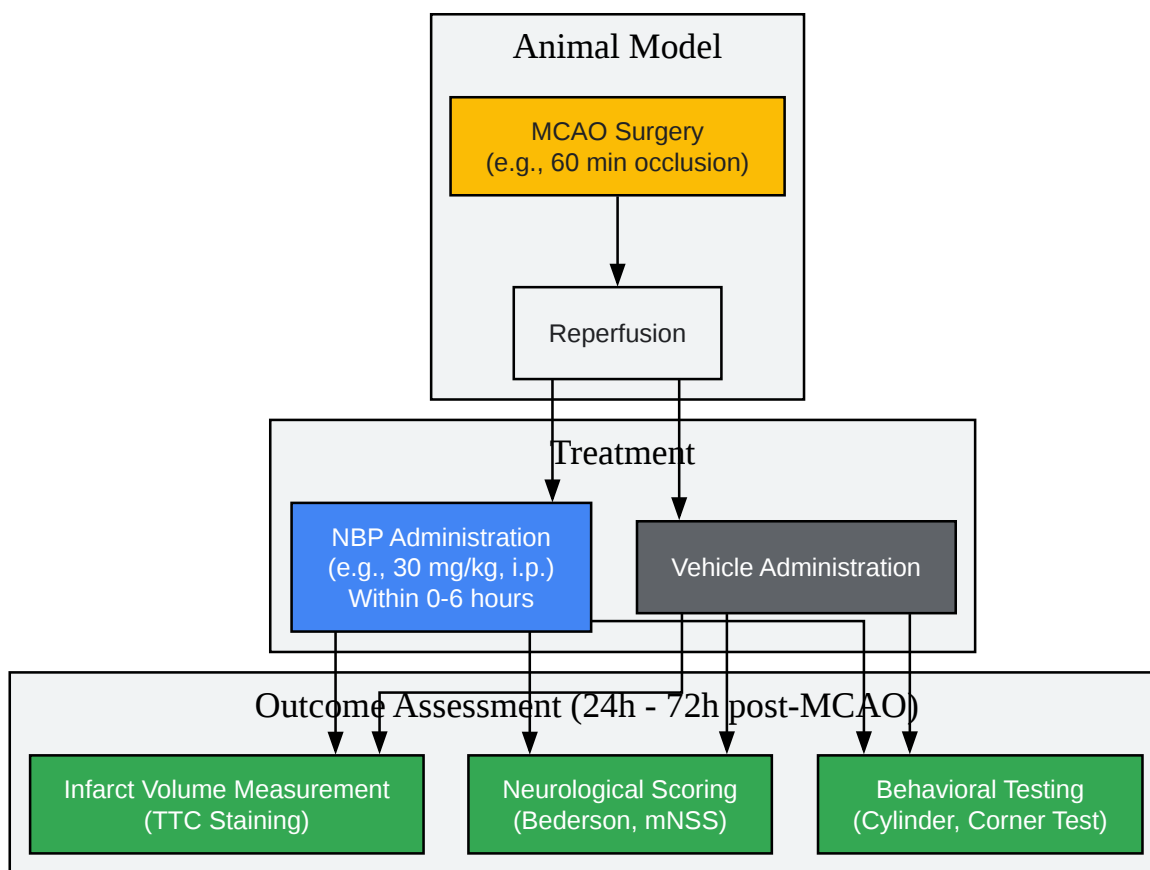 Animal Model
MCAO Surgery
(e.g., 60 min occlusion)
Reperfusion
Treatment
NBP Administration
(e.g., 30 mg/kg, i.p.)
Within 0-6 hours
Vehicle Administration
Outcome Assessment (24h - 72h post-MCAO)
Infarct Volume Measurement
(TTC Staining)
Neurological Scoring
(Bederson, mNSS)
Behavioral Testing
(Cylinder, Corner Test)